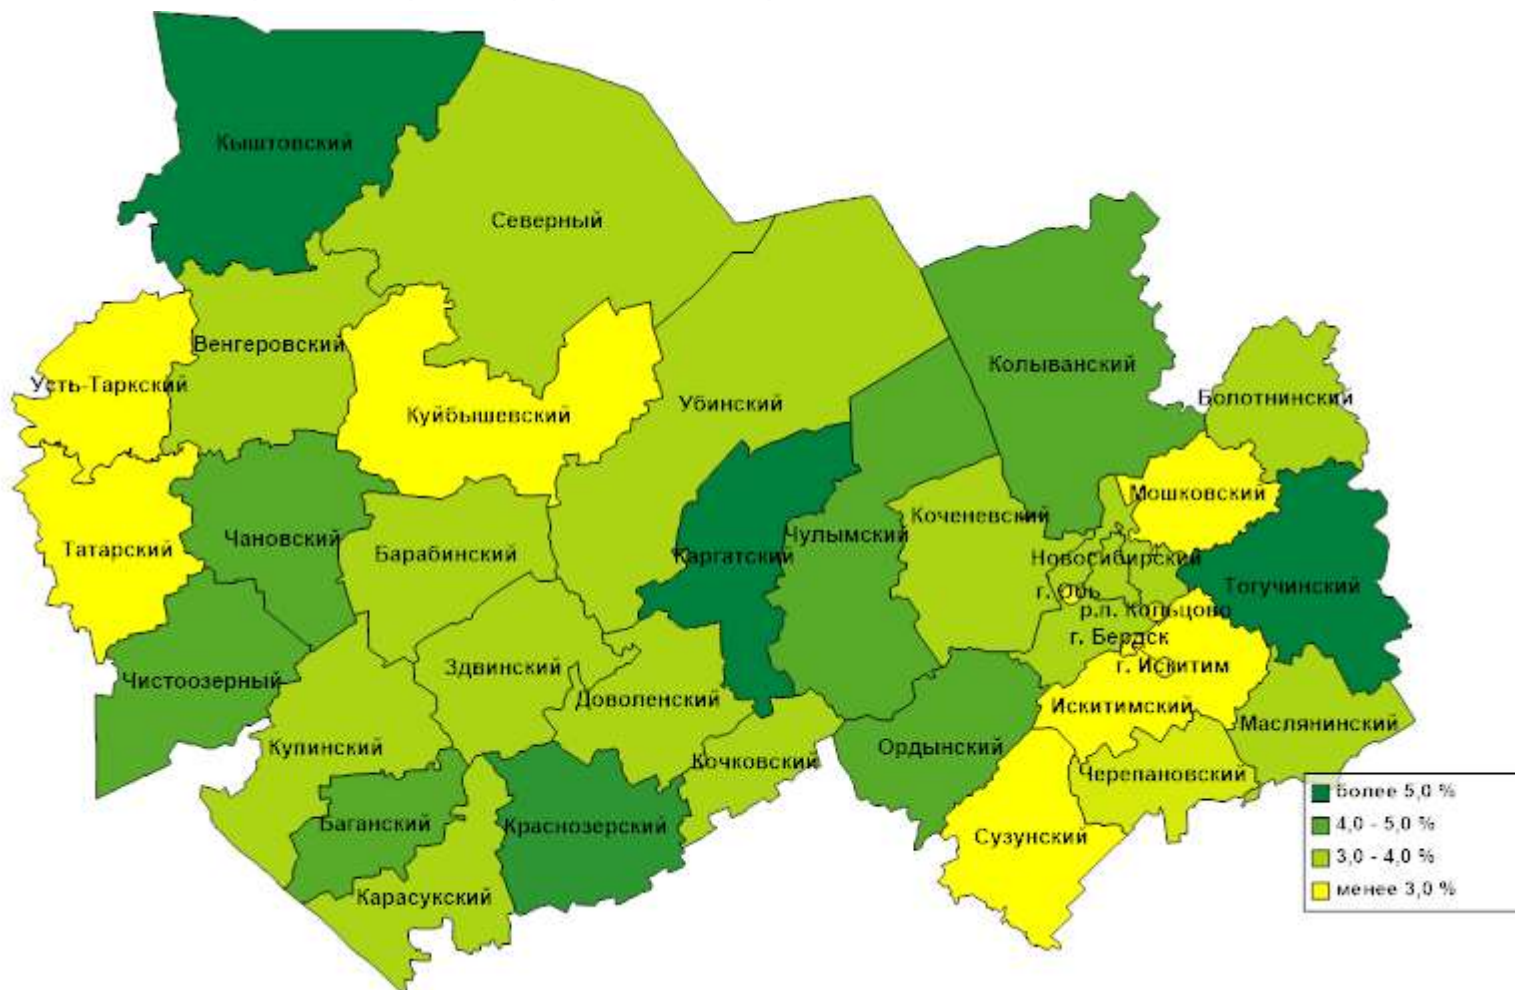 Кыштовский
Северный
Венгеровский
Усть-Таркский
Куйбышевский
Убинский
Колыванский
Болотнинский
Мошковский
Татарский
Чановский
Барабинский
Каргатский
Чулымский
Коченевский
Новосибирский
Тогучинский
г. Обь
р.п. Кольцово
г. Бердск
г. Искитим
Чистоозерный
Здвинский
Доволенский
Искитимский
Маслянинский
Купинский
Кочковский
Ордынский
Черепановский
Баганский
Краснозерский
Сузунский
Карасукский
более 5,0 %
4,0 - 5,0 %
3,0 - 4,0 %
менее 3,0 %